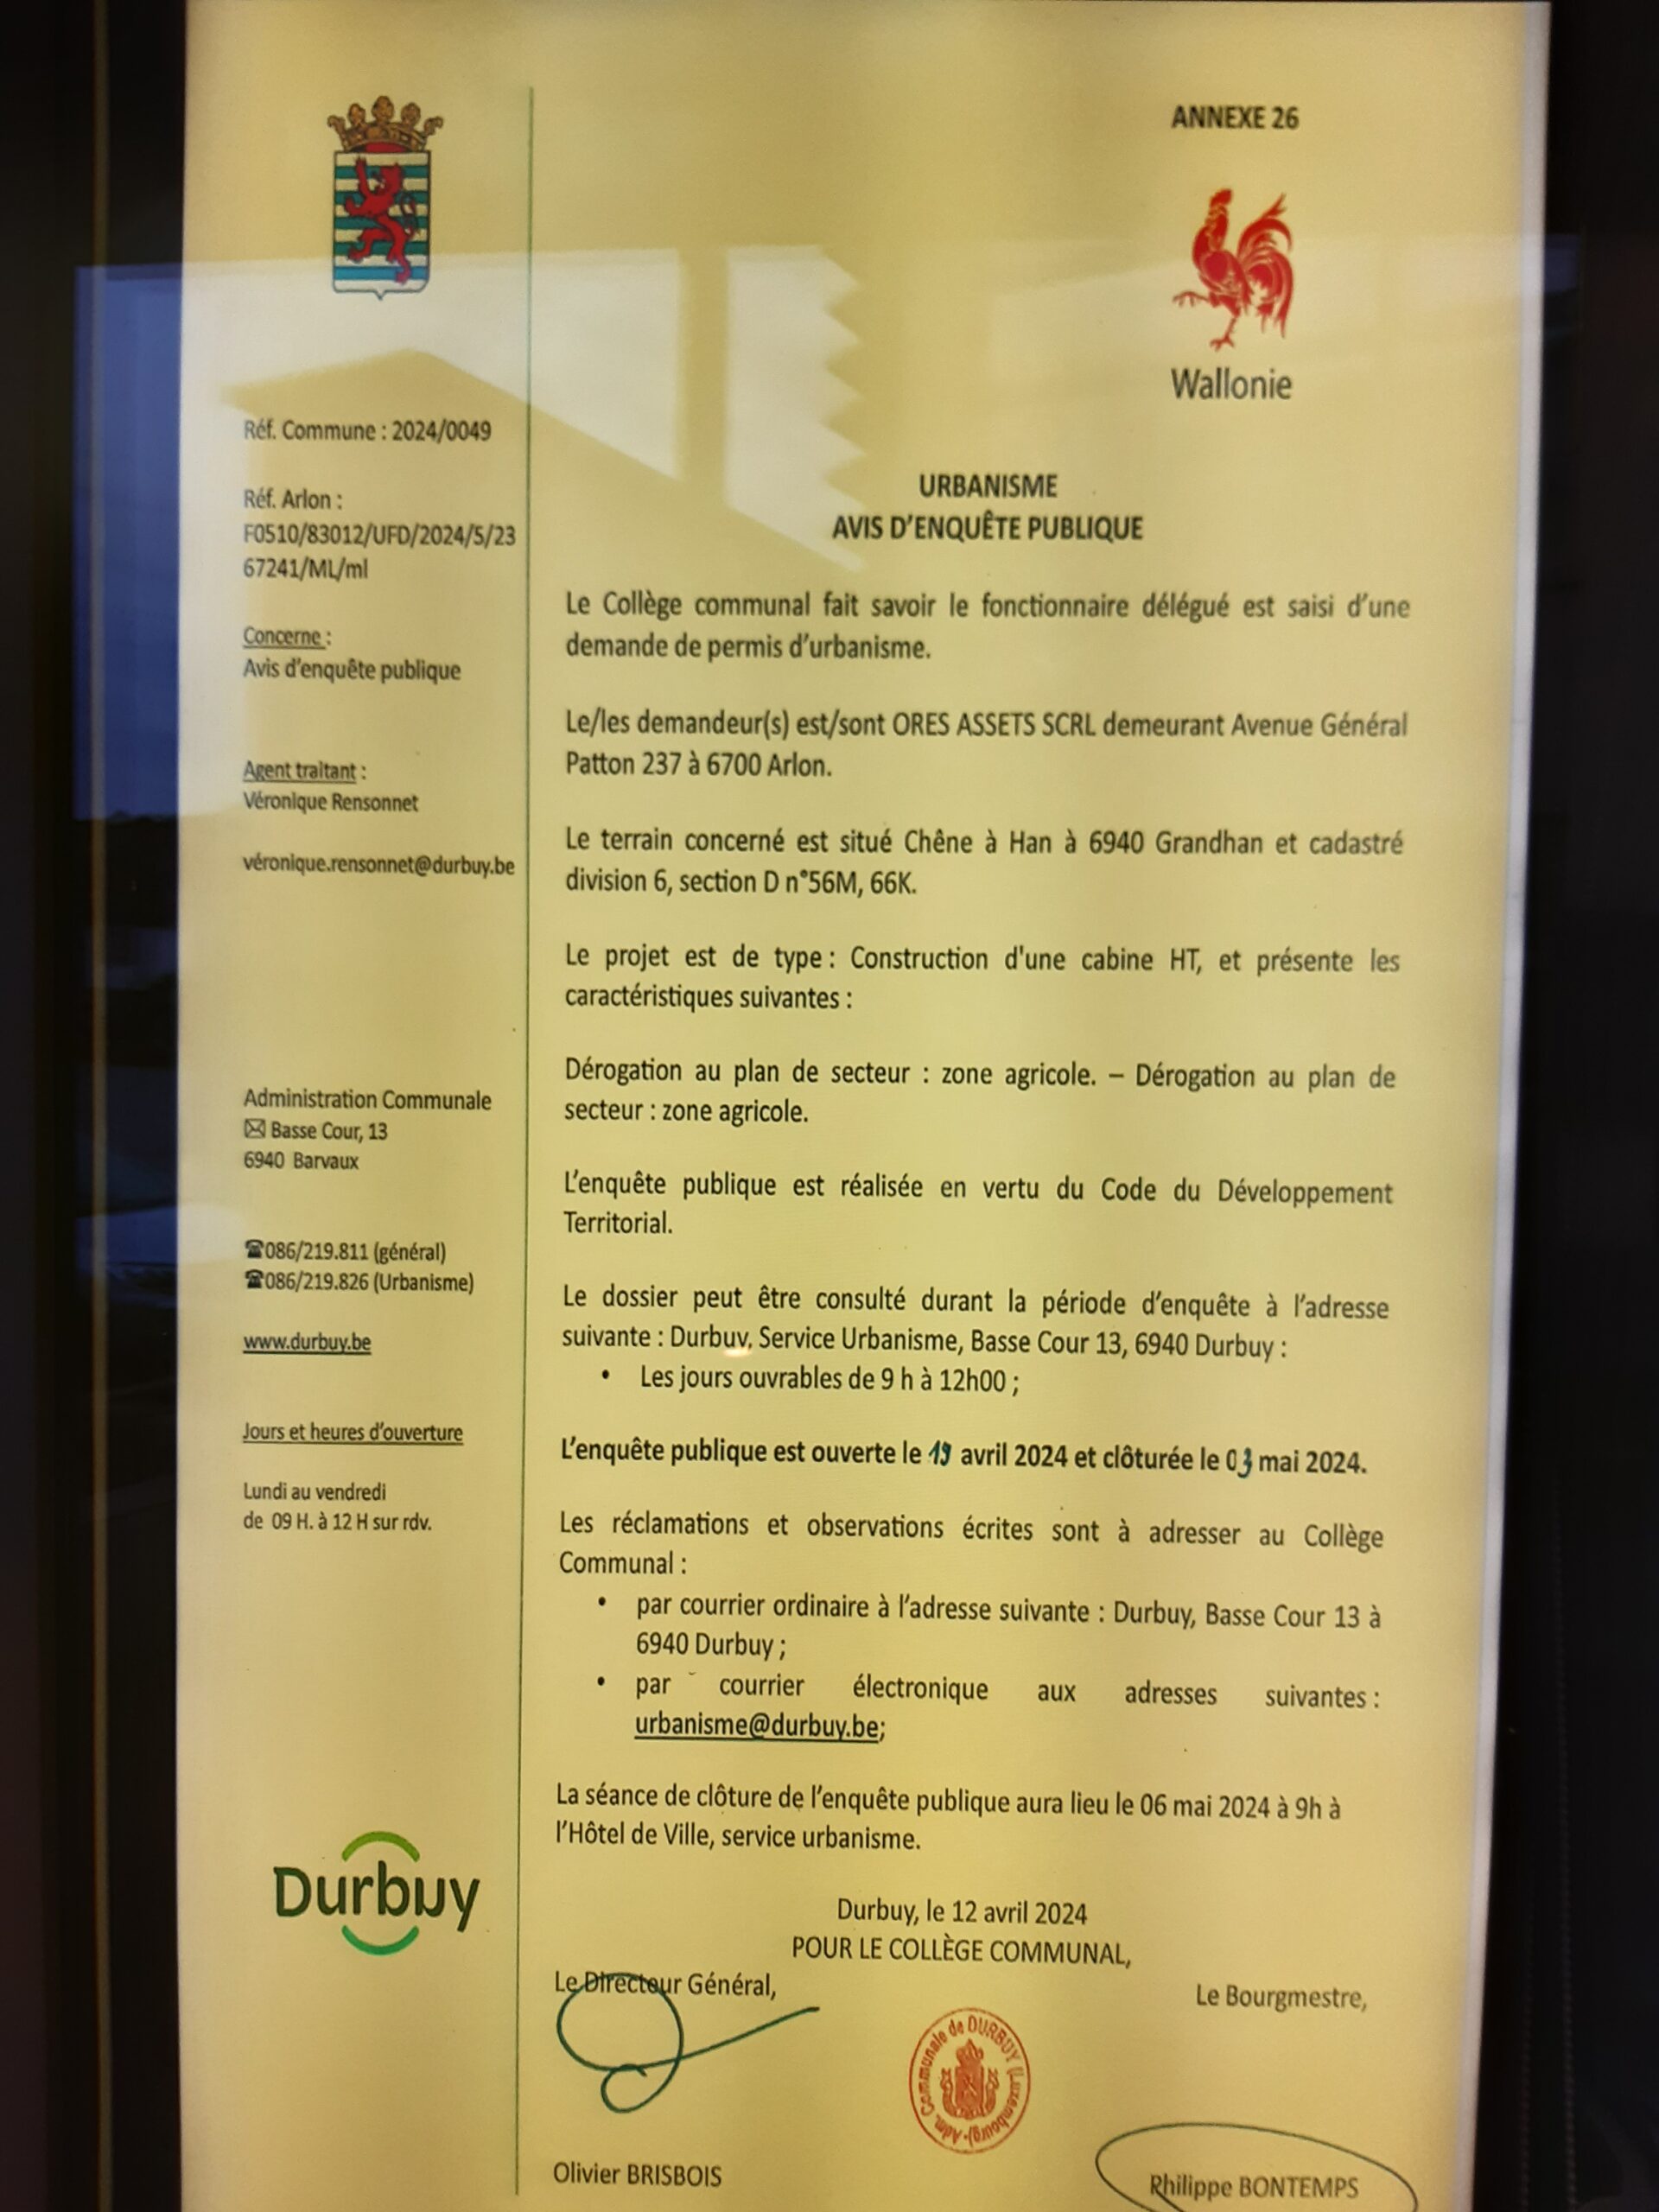 ANNEXE 26
Wallonie
Réf. Commune : 2024/0049
Réf. Arlon :
F0510/83012/UFD/2024/5/23
67241/ML/ml
Concerne :
Avis d'enquête publique
Agent traitant :
Véronique Rensonnet
véronique.rensonnet@durbuy.be
Administration Communale
✉ Basse Cour, 13
6940 Barvaux
☎086/219.811 (général)
☎086/219.826 (Urbanisme)
www.durbuy.be
Jours et heures d'ouverture
Lundi au vendredi
de 09 H. à 12 H sur rdv.
Durbuy
URBANISME
AVIS D'ENQUÊTE PUBLIQUE
Le Collège communal fait savoir le fonctionnaire délégué est saisi d'une
demande de permis d'urbanisme.
Le/les demandeur(s) est/sont ORES ASSETS SCRL demeurant Avenue Général
Patton 237 à 6700 Arlon.
Le terrain concerné est situé Chêne à Han à 6940 Grandhan et cadastré
division 6, section D n°56M, 66K.
Le projet est de type : Construction d'une cabine HT, et présente les
caractéristiques suivantes :
Dérogation au plan de secteur : zone agricole. – Dérogation au plan de
secteur : zone agricole.
L'enquête publique est réalisée en vertu du Code du Développement
Territorial.
Le dossier peut être consulté durant la période d'enquête à l'adresse
suivante : Durbuy, Service Urbanisme, Basse Cour 13, 6940 Durbuy :
• Les jours ouvrables de 9 h à 12h00 ;
L'enquête publique est ouverte le 19 avril 2024 et clôturée le 03 mai 2024.
Les réclamations et observations écrites sont à adresser au Collège
Communal :
• par courrier ordinaire à l'adresse suivante : Durbuy, Basse Cour 13 à
6940 Durbuy ;
• par courrier électronique aux adresses suivantes :
urbanisme@durbuy.be;
La séance de clôture de l'enquête publique aura lieu le 06 mai 2024 à 9h à
l'Hôtel de Ville, service urbanisme.
Durbuy, le 12 avril 2024
POUR LE COLLÈGE COMMUNAL,
Le Directeur Général,
Le Bourgmestre,
Adm. Communale de DURBUY (Luxembourg)
Olivier BRISBOIS
Philippe BONTEMPS